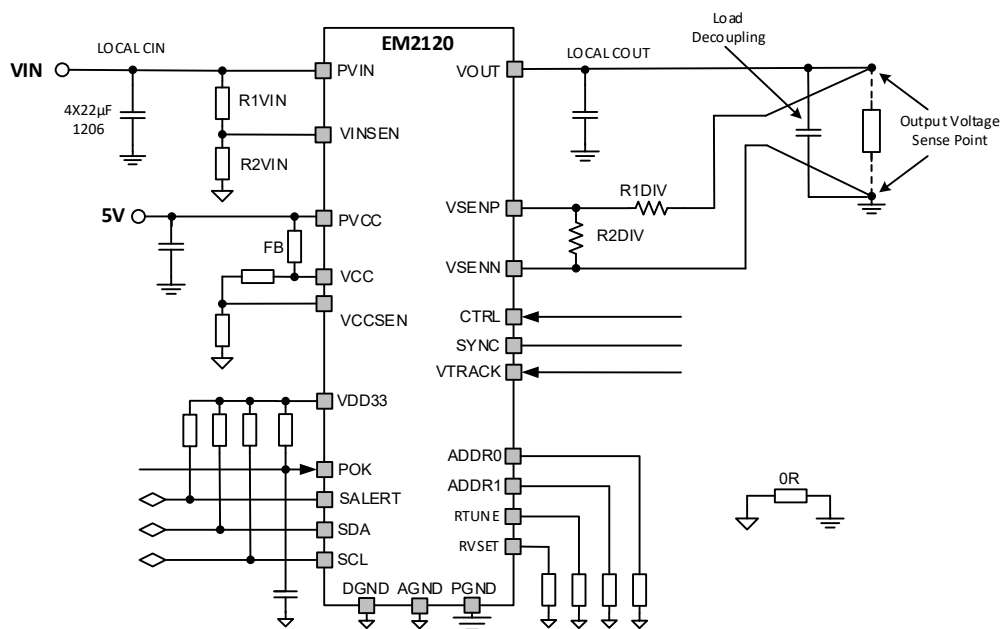 EM2120
Load
Decoupling
LOCAL CIN
LOCAL COUT
VIN
PVIN
VOUT
R1VIN
4X22µF
1206
VINSEN
Output Voltage
Sense Point
R2VIN
R1DIV
5V
PVCC
VSENP
R2DIV
FB
VCC
VSENN
VCCSEN
CTRL
SYNC
VTRACK
VDD33
POK
ADDR0
SALERT
ADDR1
0R
SDA
RTUNE
SCL
RVSET
DGND
AGND
PGND